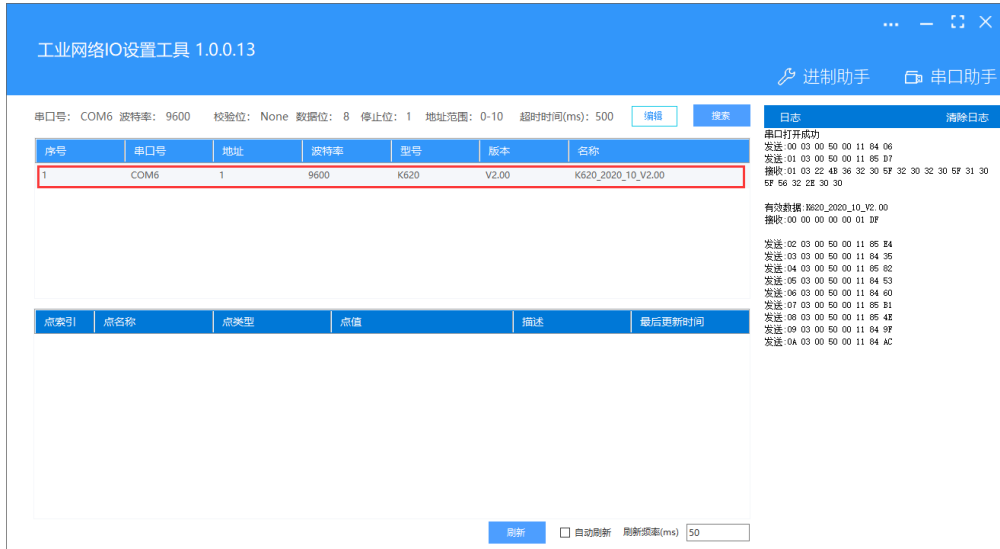 工业网络IO设置工具 1.0.0.13
进制助手 串口助手
串口号: COM6 波特率: 9600 校验位: None 数据位: 8 停止位: 1 地址范围: 0-10 超时时间(ms): 500 编辑 搜索
序号 串口号 地址 波特率 型号 版本 名称
1 COM6 1 9600 K620 V2.00 K620_2020_10_V2.00
点索引 点名称 点类型 点值 描述 最后更新时间
刷新 自动刷新 刷新频率(ms) 50
日志 清除日志
串口打开成功
发送:00 03 00 50 00 11 84 06
发送:01 03 00 50 00 11 85 D7
接收:01 03 22 4B 36 32 30 5F 32 30 32 30 5F 31 30
5F 56 32 2E 30 30
有效数据:K620_2020_10_V2.00
接收:00 00 00 00 00 01 DF
发送:02 03 00 50 00 11 85 E4
发送:03 03 00 50 00 11 84 35
发送:04 03 00 50 00 11 85 82
发送:05 03 00 50 00 11 84 53
发送:06 03 00 50 00 11 84 60
发送:07 03 00 50 00 11 85 B1
发送:08 03 00 50 00 11 85 4E
发送:09 03 00 50 00 11 84 9F
发送:0A 03 00 50 00 11 84 AC